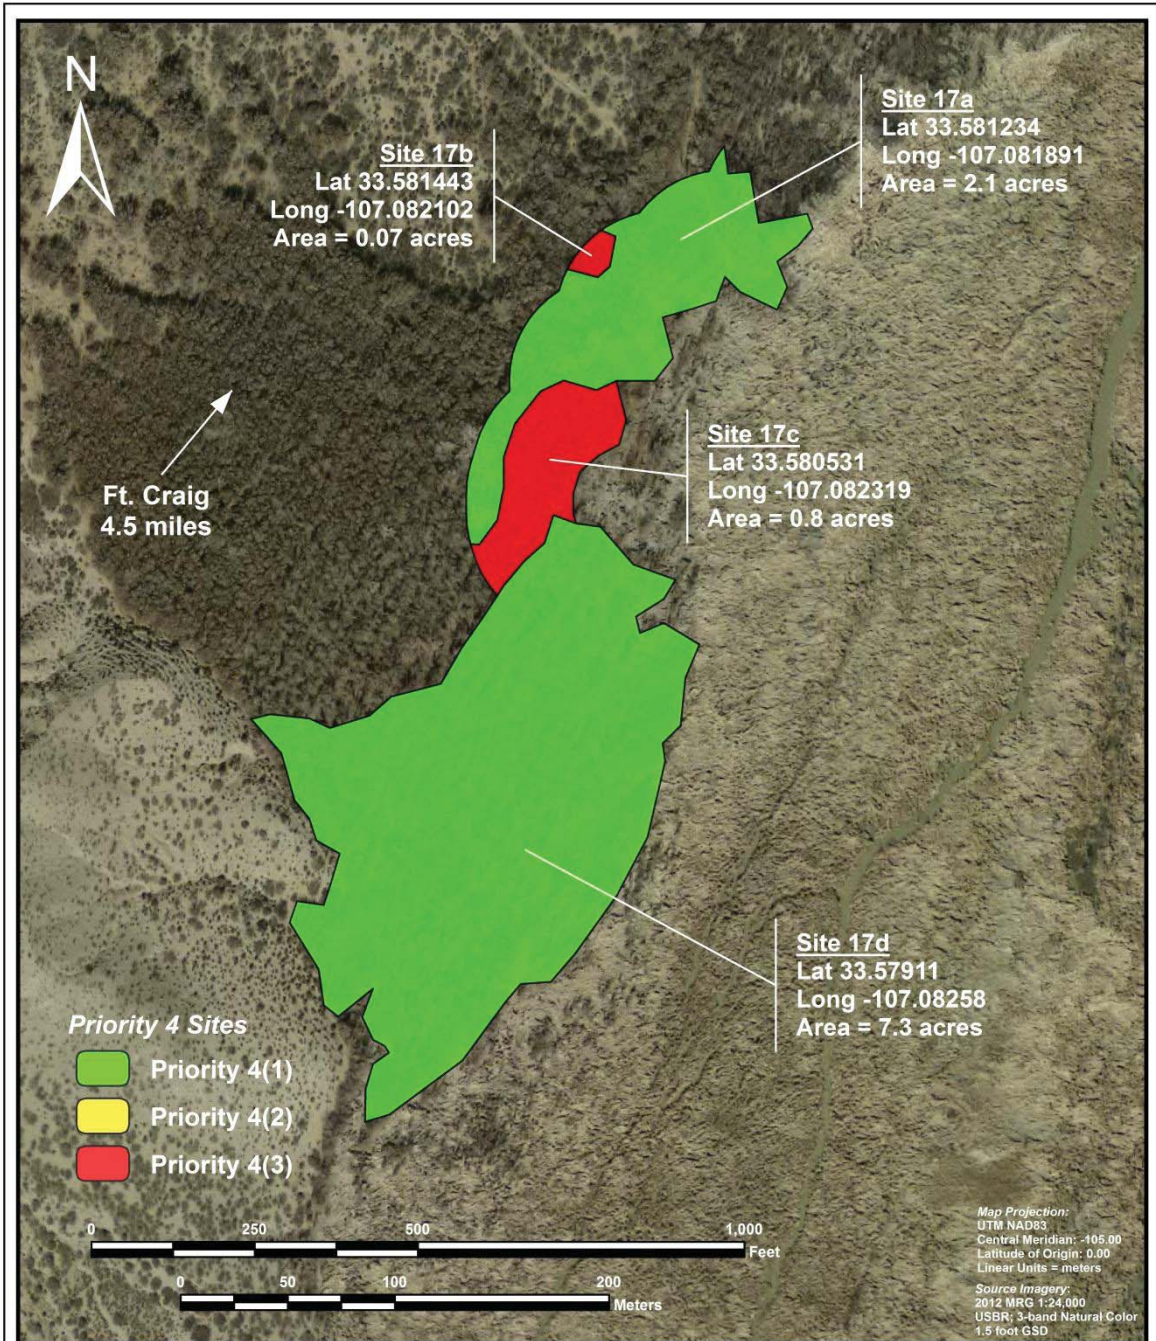 N
Site 17a
Lat 33.581234
Long -107.081891
Area = 2.1 acres
Site 17b
Lat 33.581443
Long -107.082102
Area = 0.07 acres
Site 17c
Lat 33.580531
Long -107.082319
Area = 0.8 acres
Ft. Craig
4.5 miles
Site 17d
Lat 33.57911
Long -107.08258
Area = 7.3 acres
Priority 4 Sites
Priority 4(1)
Priority 4(2)
Priority 4(3)
0 250 500 1,000
Feet
0 50 100 200
Meters
Map Projection:
UTM NAD83
Central Meridian: -105.00
Latitude of Origin: 0.00
Linear Units = meters
Source Imagery:
2012 MRG 1:24,000
USBR; 3-band Natural Color
1.5 foot GSD